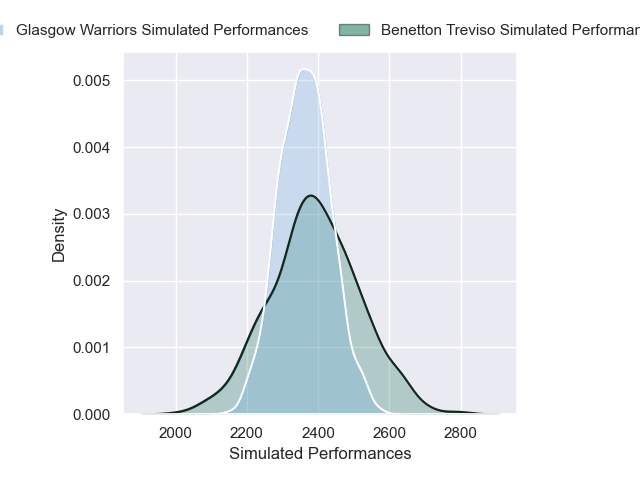 Glasgow Warriors Simulated Performances
Benetton Treviso Simulated Performan
0.005
0.004
0.003
0.002
0.001
0.000
Density
2000 2200 2400 2600 2800
Simulated Performances